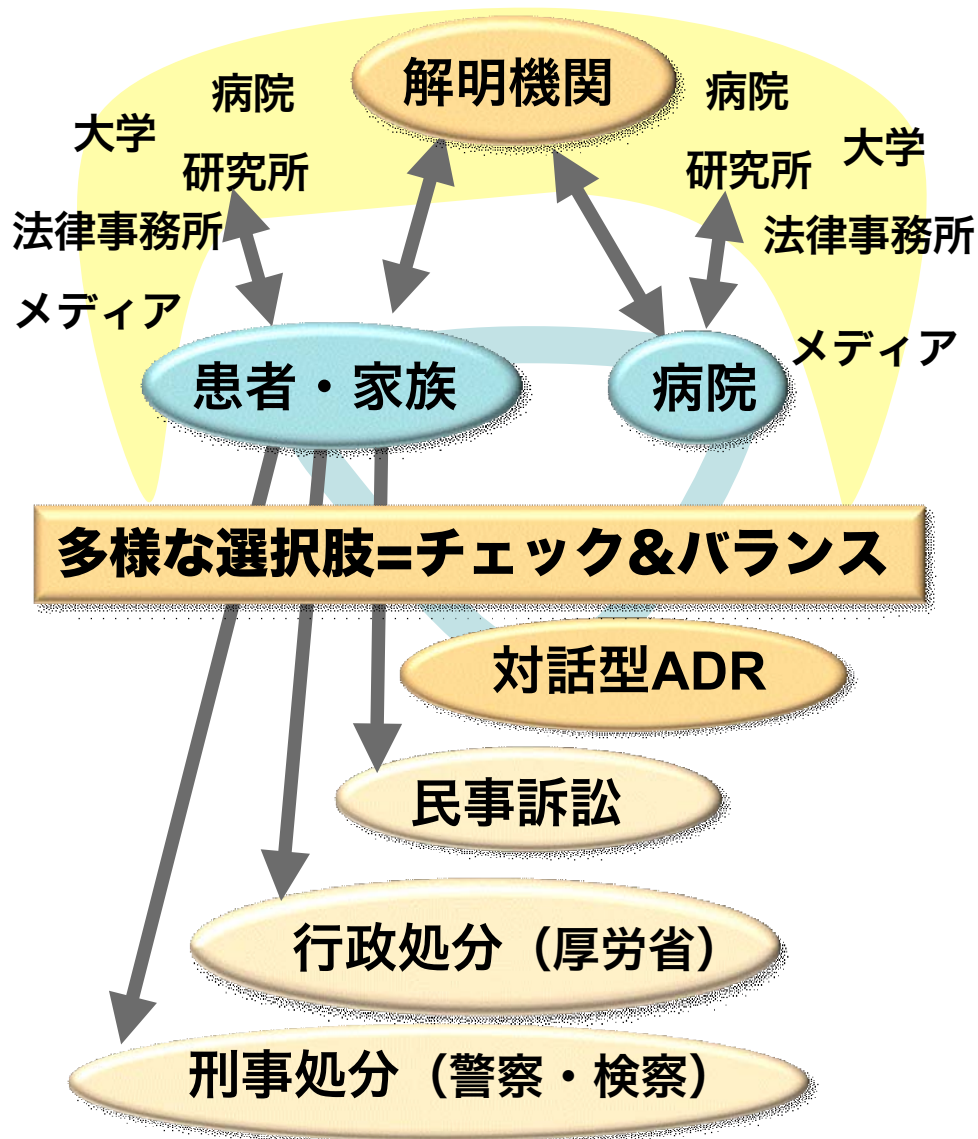 解明機関
病院
大学
研究所
法律事務所
メディア
病院
大学
研究所
法律事務所
メディア
患者・家族
病院
多様な選択肢=チェック&バランス
対話型ADR
民事訴訟
行政処分（厚労省）
刑事処分（警察・検察）